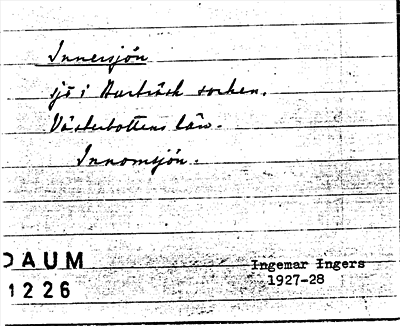 Innersjön
sjö i Burträsk socken.
Västerbottens län.
Innomsjön.
DAUM
1226
Ingemar Ingers
1927-28